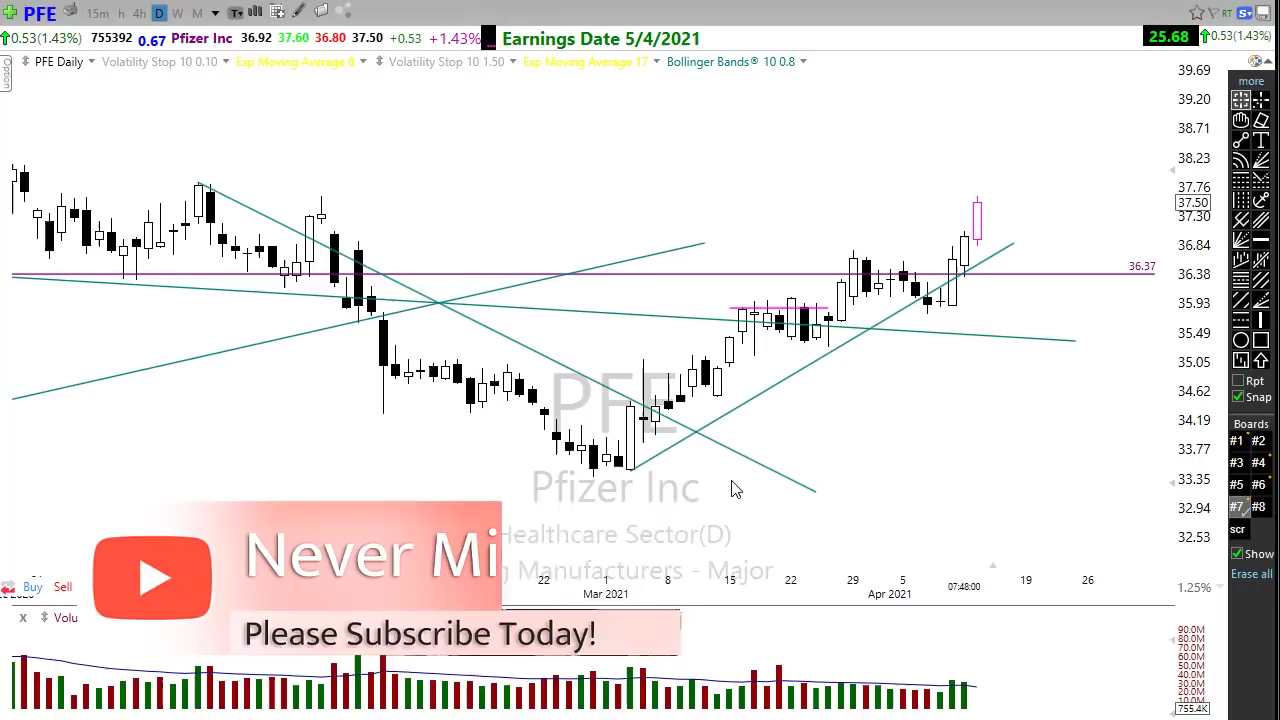 PFE
15m h 4h D W M T
RT S
0.53(1.43%) 755392 0.67 Pfizer Inc 36.92 37.60 36.80 37.50 +0.53 +1.43% Earnings Date 5/4/2021 25.68 0.53(1.43%)
Option
PFE Daily Volatility Stop 10 0.10 Exp Moving Average 8 Volatility Stop 10 1.50 Exp Moving Average 17 Bollinger Bands® 10 0.8
39.69
39.20
38.71
38.23
37.76
37.50
37.30
36.84
36.38
35.93
35.49
35.05
34.62
34.19
33.77
33.35
32.94
32.53
1.25%
36.37
more
Rpt
Snap
Boards
#1 #2
#3 #4
#5 #6
#7 #8
scr
Show
Erase all
PFE
Pfizer Inc
Healthcare Sector(D)
Manufacturers - Major
Never Mi
Please Subscribe Today!
Buy Sell
22 1 8 15 22 29 5 07:48:00 19 26
Mar 2021 Apr 2021
X Volu
90.0M
80.0M
70.0M
60.0M
50.0M
40.0M
30.0M
20.0M
10.0M
755.4K